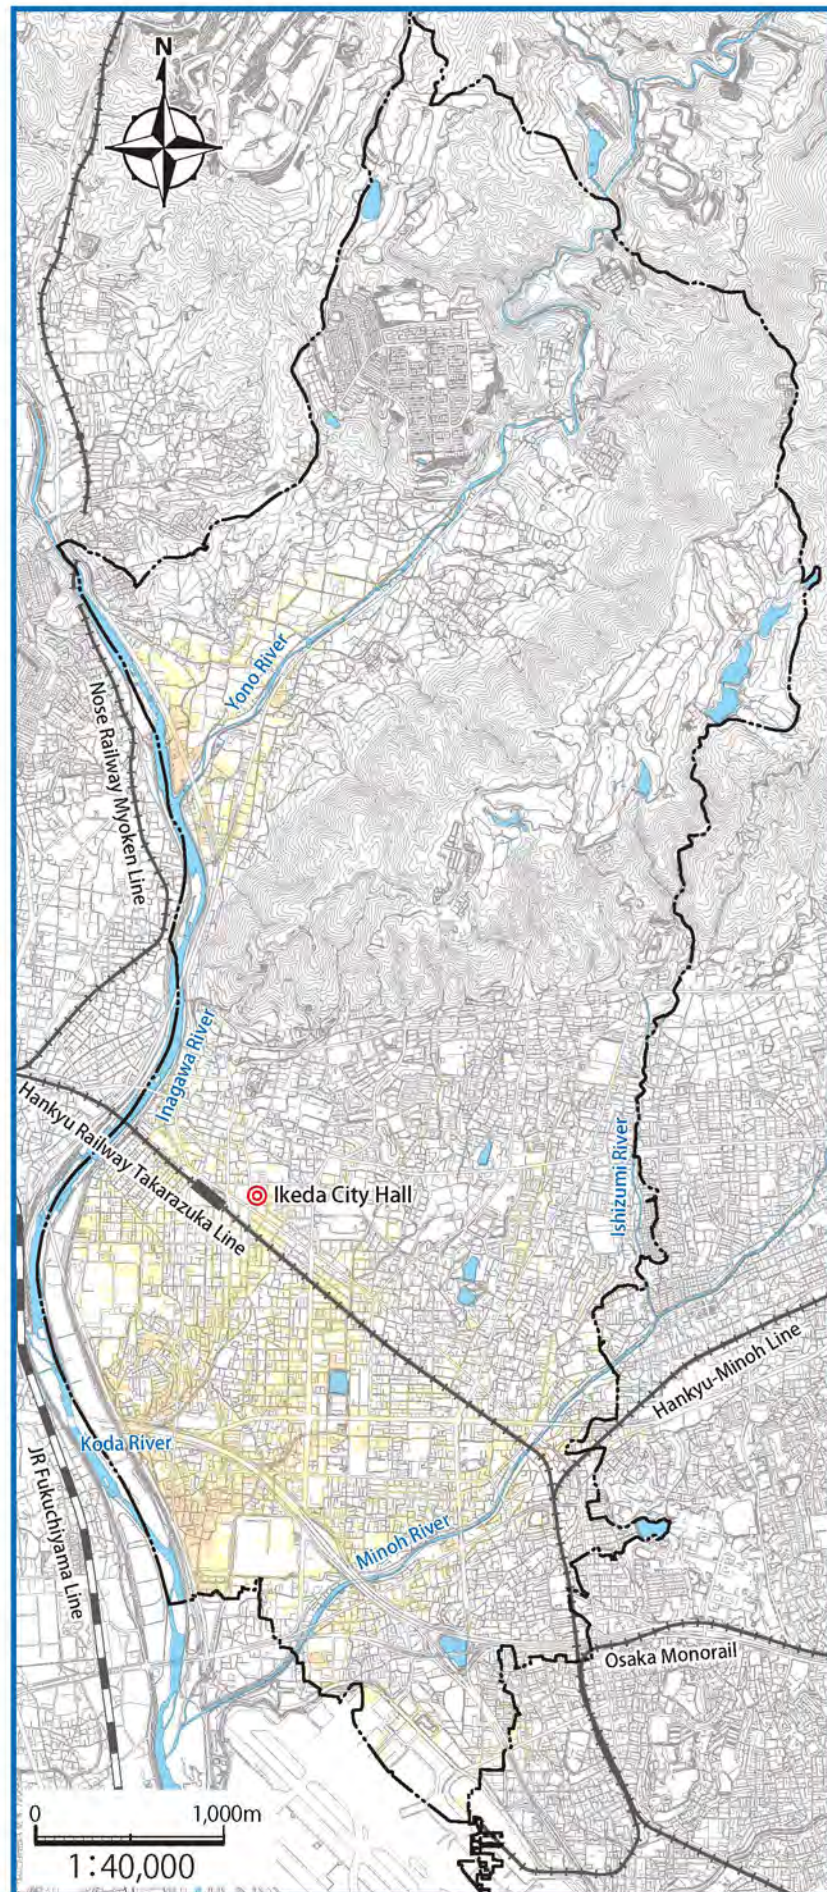 N
Yono River
Nose Railway Myoken Line
Inagawa River
Hankyu Railway Takarazuka Line
Ikeda City Hall
Ishizumi River
Hankyu-Minoh Line
Koda River
JR Fukuchiyama Line
Minoh River
Osaka Monorail
0 1,000m
1:40,000